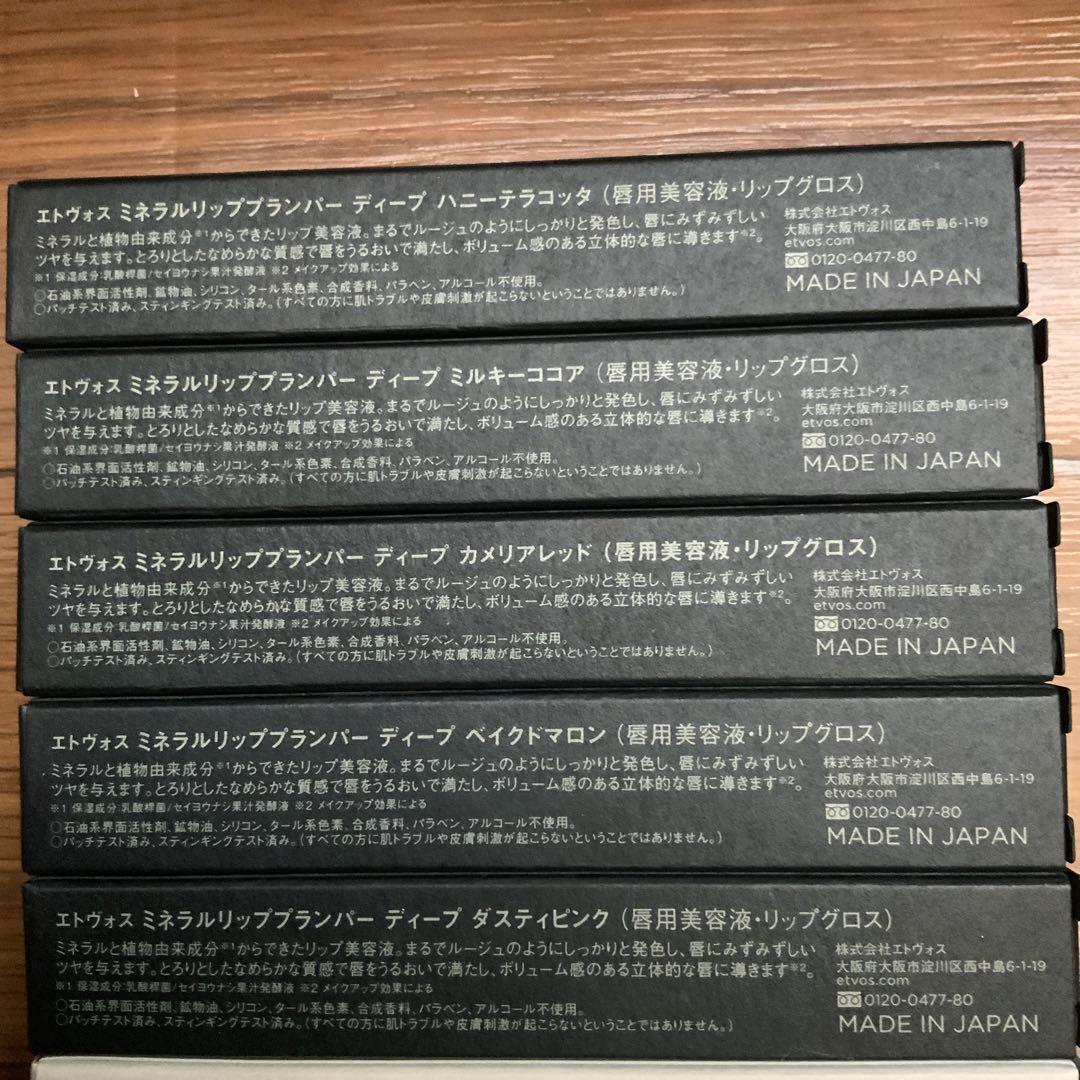 エトヴォス ミネラルリッププランパー ディープ ハニーテラコッタ（唇用美容液・リップグロス）
ミネラルと植物由来成分※1からできたリップ美容液。まるでルージュのようにしっかりと発色し、唇にみずみずしい
ツヤを与えます。とろりとしたなめらかな質感で唇をうるおいで満たし、ボリューム感のある立体的な唇に導きます※2。
※1 保湿成分:乳酸桿菌/セイヨウナシ果汁発酵液 ※2 メイクアップ効果による
○石油系界面活性剤、鉱物油、シリコン、タール系色素、合成香料、パラベン、アルコール不使用。
○パッチテスト済み、スティンギングテスト済み。(すべての方に肌トラブルや皮膚刺激が起こらないということではありません。)
株式会社エトヴォス
大阪府大阪市淀川区西中島6-1-19
etvos.com
0120-0477-80
MADE IN JAPAN
エトヴォス ミネラルリッププランパー ディープ ミルキーココア（唇用美容液・リップグロス）
ミネラルと植物由来成分※1からできたリップ美容液。まるでルージュのようにしっかりと発色し、唇にみずみずしい
ツヤを与えます。とろりとしたなめらかな質感で唇をうるおいで満たし、ボリューム感のある立体的な唇に導きます※2。
※1 保湿成分:乳酸桿菌/セイヨウナシ果汁発酵液 ※2 メイクアップ効果による
○石油系界面活性剤、鉱物油、シリコン、タール系色素、合成香料、パラベン、アルコール不使用。
○パッチテスト済み、スティンギングテスト済み。(すべての方に肌トラブルや皮膚刺激が起こらないということではありません。)
株式会社エトヴォス
大阪府大阪市淀川区西中島6-1-19
etvos.com
0120-0477-80
MADE IN JAPAN
エトヴォス ミネラルリッププランパー ディープ カメリアレッド（唇用美容液・リップグロス）
ミネラルと植物由来成分※1からできたリップ美容液。まるでルージュのようにしっかりと発色し、唇にみずみずしい
ツヤを与えます。とろりとしたなめらかな質感で唇をうるおいで満たし、ボリューム感のある立体的な唇に導きます※2。
※1 保湿成分:乳酸桿菌/セイヨウナシ果汁発酵液 ※2 メイクアップ効果による
○石油系界面活性剤、鉱物油、シリコン、タール系色素、合成香料、パラベン、アルコール不使用。
○パッチテスト済み、スティンギングテスト済み。(すべての方に肌トラブルや皮膚刺激が起こらないということではありません。)
株式会社エトヴォス
大阪府大阪市淀川区西中島6-1-19
etvos.com
0120-0477-80
MADE IN JAPAN
エトヴォス ミネラルリッププランパー ディープ ベイクドマロン（唇用美容液・リップグロス）
ミネラルと植物由来成分※1からできたリップ美容液。まるでルージュのようにしっかりと発色し、唇にみずみずしい
ツヤを与えます。とろりとしたなめらかな質感で唇をうるおいで満たし、ボリューム感のある立体的な唇に導きます※2。
※1 保湿成分:乳酸桿菌/セイヨウナシ果汁発酵液 ※2 メイクアップ効果による
○石油系界面活性剤、鉱物油、シリコン、タール系色素、合成香料、パラベン、アルコール不使用。
○パッチテスト済み、スティンギングテスト済み。(すべての方に肌トラブルや皮膚刺激が起こらないということではありません。)
株式会社エトヴォス
大阪府大阪市淀川区西中島6-1-19
etvos.com
0120-0477-80
MADE IN JAPAN
エトヴォス ミネラルリッププランパー ディープ ダスティピンク（唇用美容液・リップグロス）
ミネラルと植物由来成分※1からできたリップ美容液。まるでルージュのようにしっかりと発色し、唇にみずみずしい
ツヤを与えます。とろりとしたなめらかな質感で唇をうるおいで満たし、ボリューム感のある立体的な唇に導きます※2。
※1 保湿成分:乳酸桿菌/セイヨウナシ果汁発酵液 ※2 メイクアップ効果による
○石油系界面活性剤、鉱物油、シリコン、タール系色素、合成香料、パラベン、アルコール不使用。
○パッチテスト済み、スティンギングテスト済み。(すべての方に肌トラブルや皮膚刺激が起こらないということではありません。)
株式会社エトヴォス
大阪府大阪市淀川区西中島6-1-19
etvos.com
0120-0477-80
MADE IN JAPAN